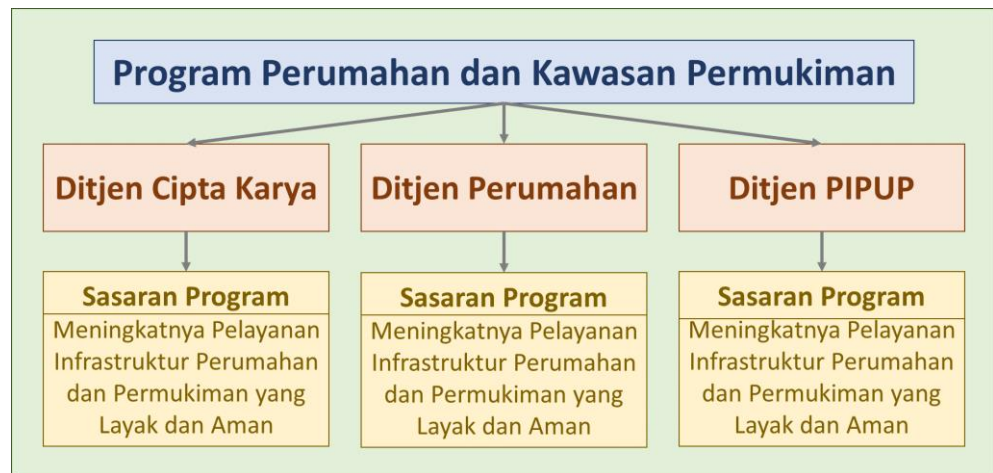 Program Perumahan dan Kawasan Permukiman
Ditjen Cipta Karya
Ditjen Perumahan
Ditjen PIPUP
Sasaran Program
Meningkatnya Pelayanan
Infrastruktur Perumahan
dan Permukiman yang
Layak dan Aman
Sasaran Program
Meningkatnya Pelayanan
Infrastruktur Perumahan
dan Permukiman yang
Layak dan Aman
Sasaran Program
Meningkatnya Pelayanan
Infrastruktur Perumahan
dan Permukiman yang
Layak dan Aman